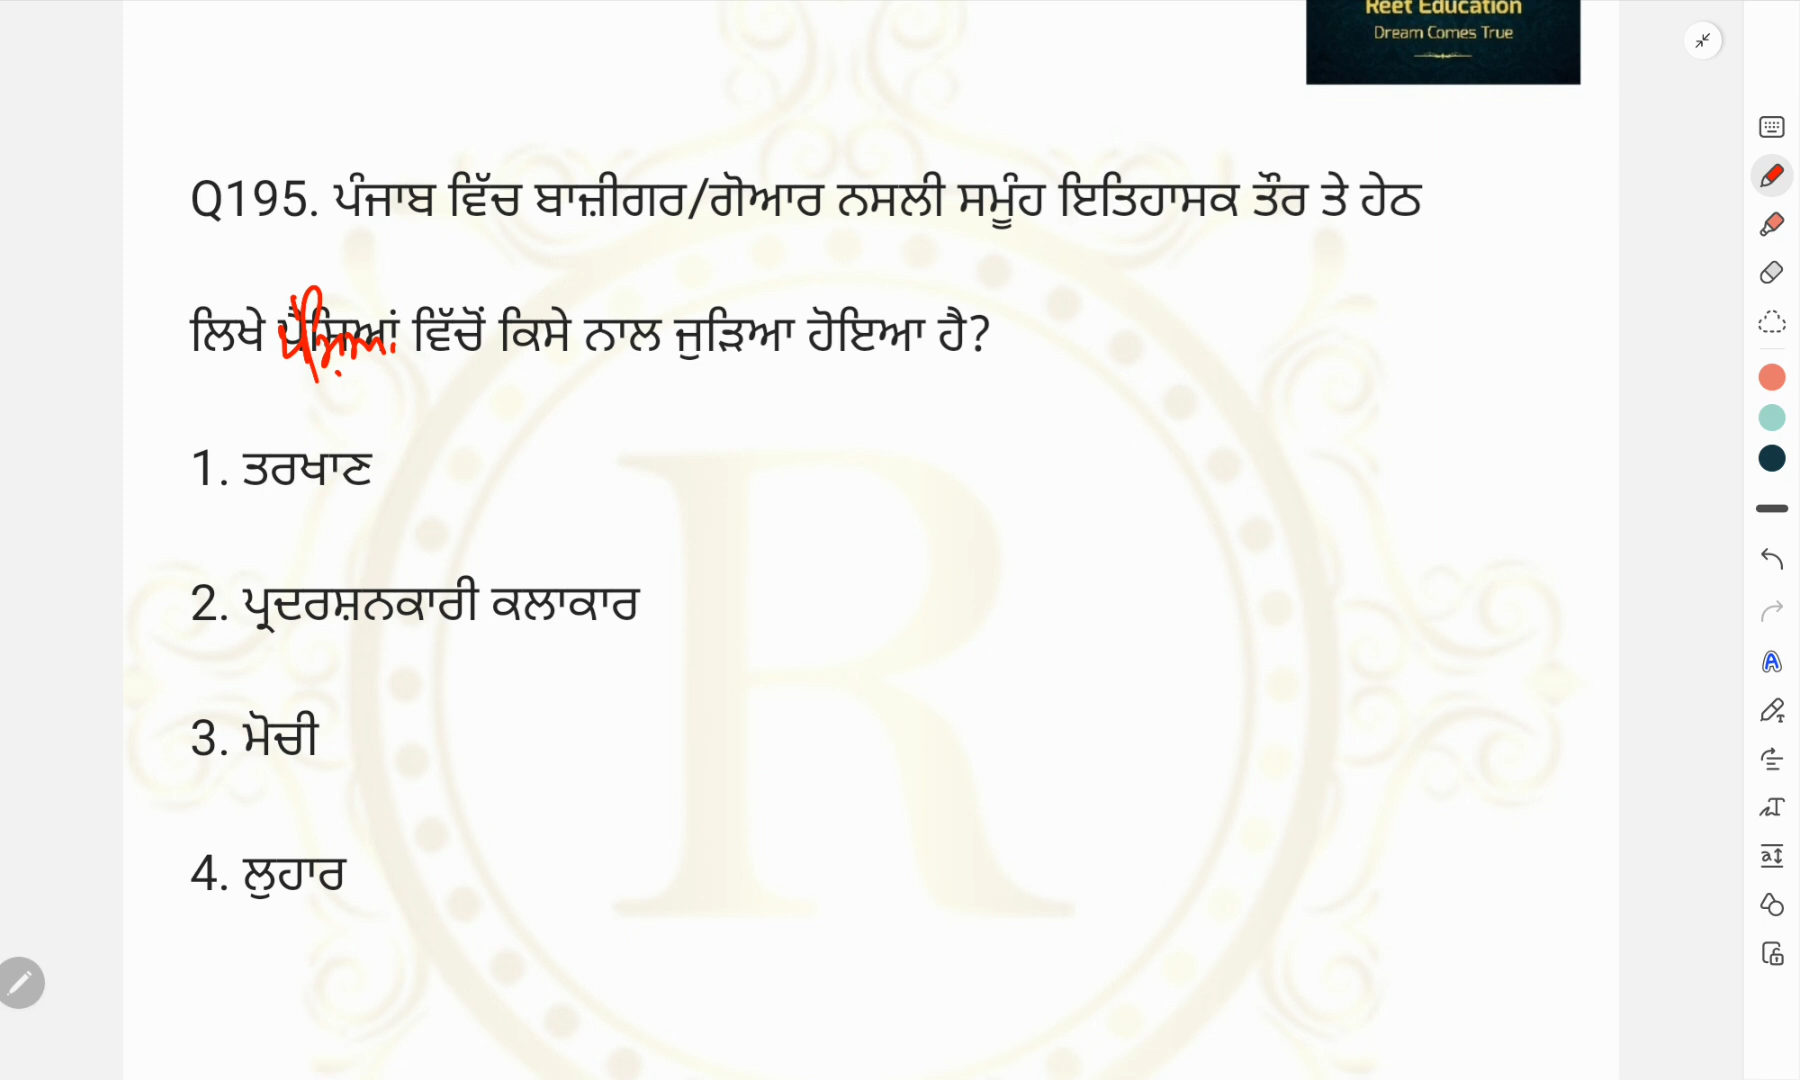 Reet Education
Dream Comes True
Q195. ਪੰਜਾਬ ਵਿੱਚ ਬਾਜ਼ੀਗਰ/ਗੋਆਰ ਨਸਲੀ ਸਮੂੰਹ ਇਤਿਹਾਸਕ ਤੌਰ ਤੇ ਹੇਠ
ਲਿਖੇ ਵਿੱਚੋਂ ਕਿਸੇ ਨਾਲ ਜੁੜਿਆ ਹੋਇਆ ਹੈ?
1. ਤਰਖਾਣ
2. ਪ੍ਰਦਰਸ਼ਨਕਾਰੀ ਕਲਾਕਾਰ
3. ਮੋਚੀ
4. ਲੁਹਾਰ